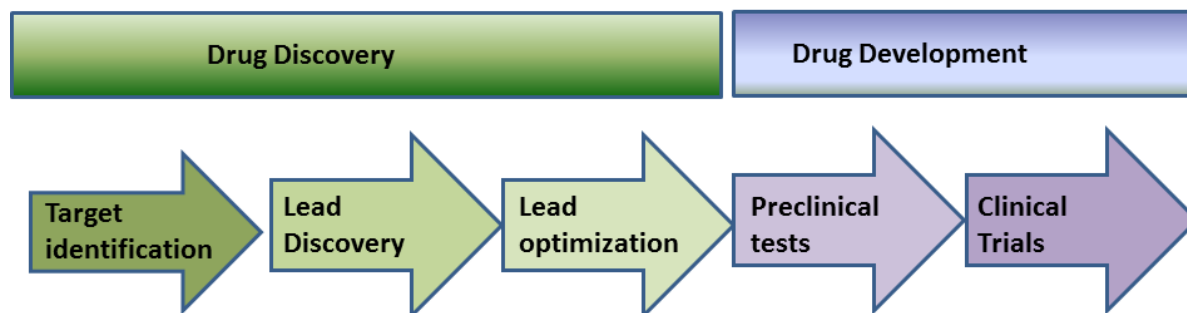 Drug Discovery
Drug Development
Target
identification
Lead
Discovery
Lead
optimization
Preclinical
tests
Clinical
Trials